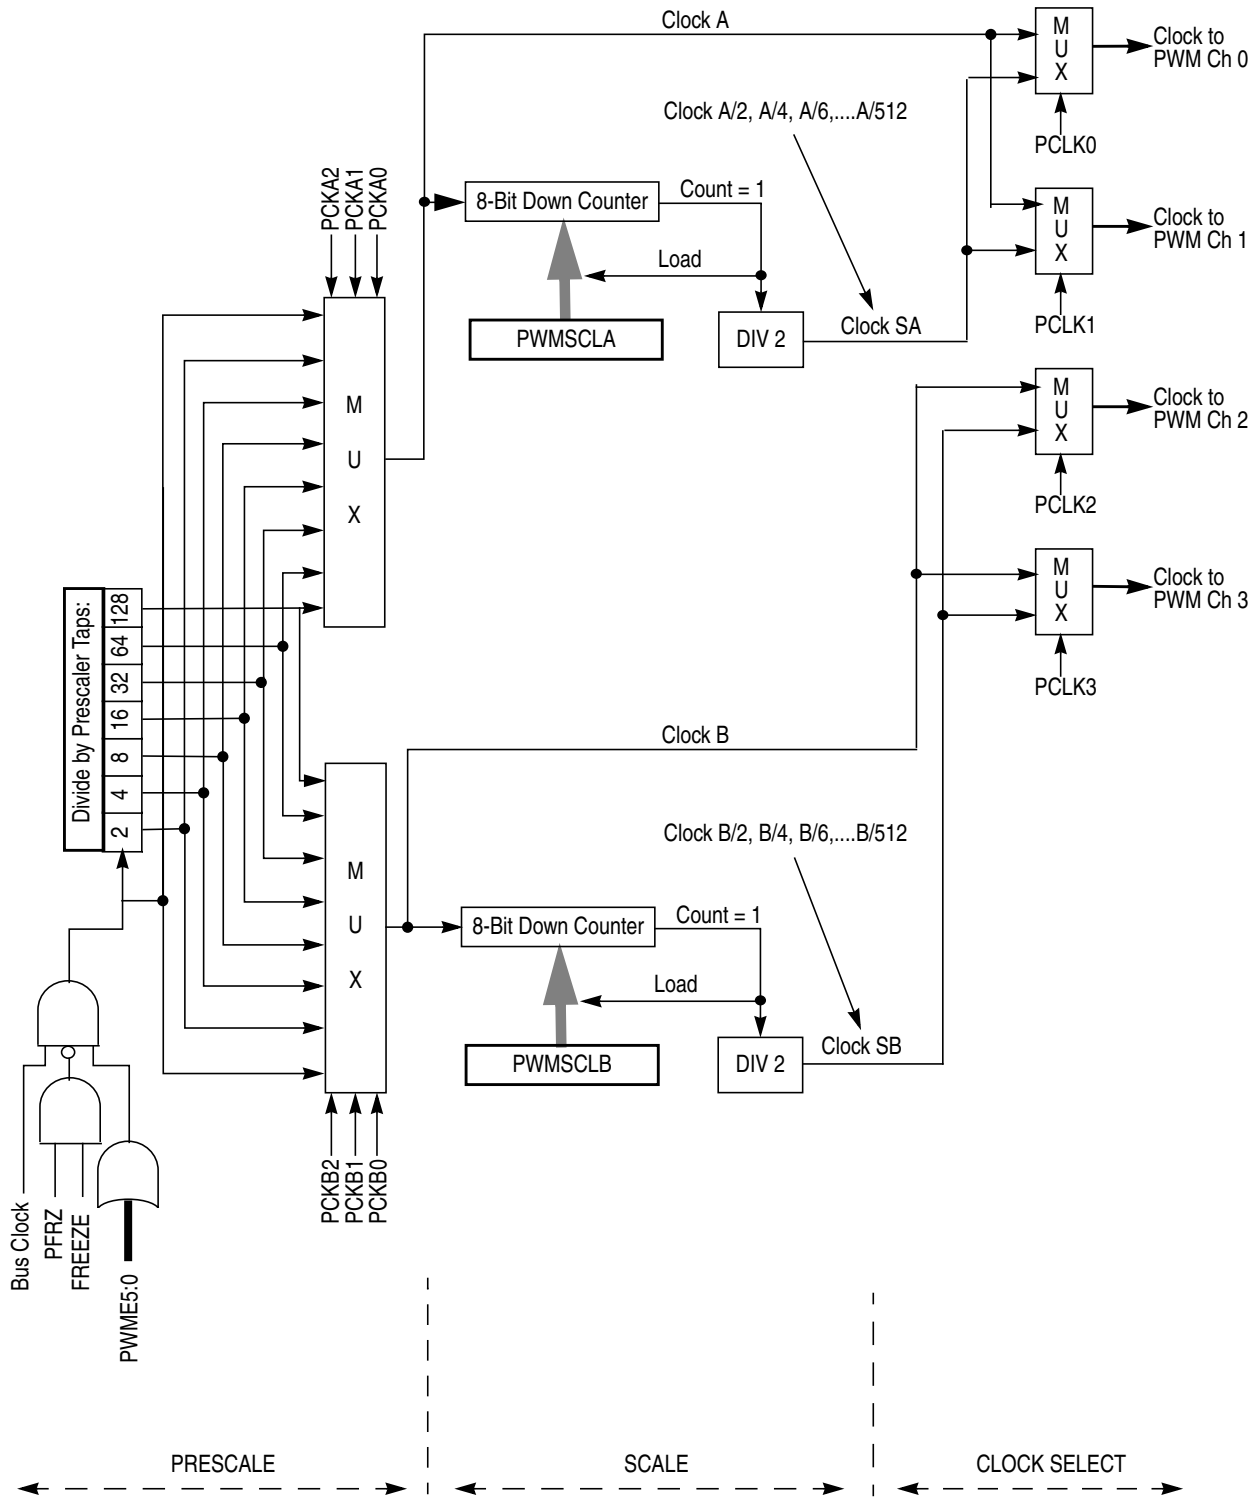 Clock A
M
U
X
Clock to
PWM Ch 0
PCLK0
Clock A/2, A/4, A/6,....A/512
PCKA2
PCKA1
PCKA0
8-Bit Down Counter
Count = 1
Load
PWMSCLA
DIV 2
Clock SA
M
U
X
Clock to
PWM Ch 1
PCLK1
M
U
X
M
U
X
Clock to
PWM Ch 2
PCLK2
M
U
X
Clock to
PWM Ch 3
PCLK3
Divide by Prescaler Taps:
128
64
32
16
8
4
2
Clock B
Clock B/2, B/4, B/6,....B/512
M
U
X
8-Bit Down Counter
Count = 1
Load
PWMSCLB
DIV 2
Clock SB
PCKB2
PCKB1
PCKB0
Bus Clock
PFRZ
FREEZE
PWME5:0
PRESCALE
SCALE
CLOCK SELECT